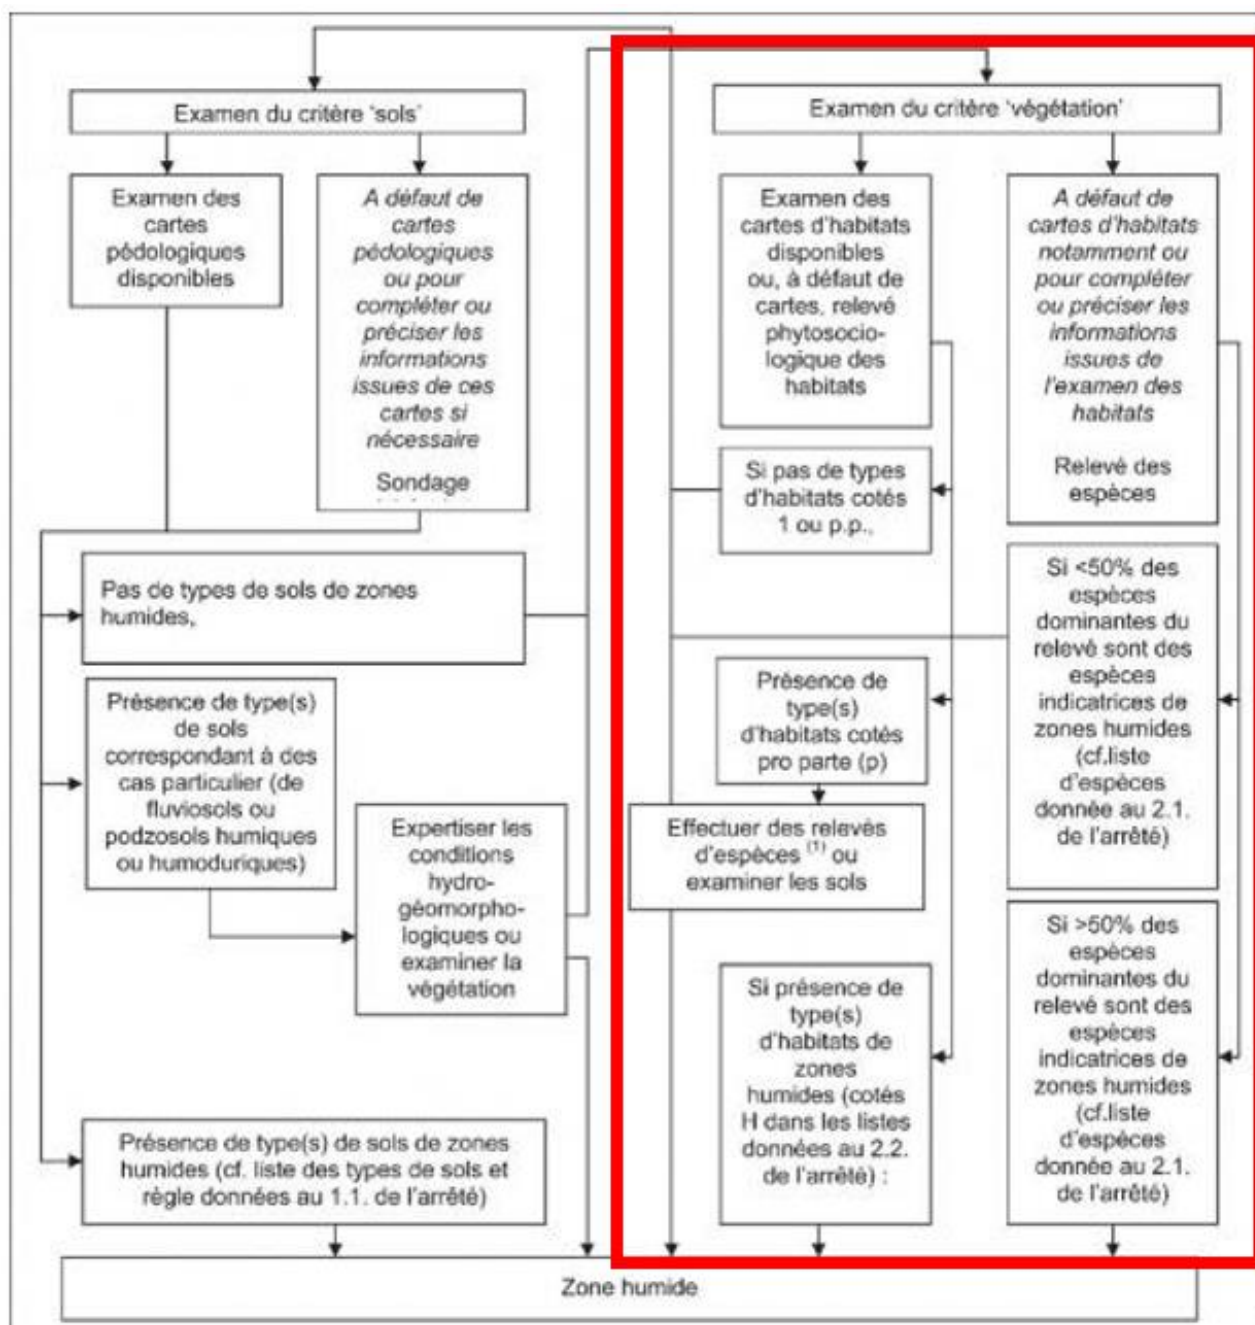 Examen du critère 'sols'
Examen des
cartes
pédologiques
disponibles
A défaut de
cartes
pédologiques
ou pour
compléter ou
préciser les
informations
issues de ces
cartes si
nécessaire
Sondage
Pas de types de sols de zones
humides,
Présence de type(s)
de sols
correspondant à des
cas particulier (de
fluviosols ou
podzosols humiques
ou humoduriques)
Expertiser les
conditions
hydro-
géomorpho-
logiques ou
examiner la
végétation
Présence de type(s) de sols de zones
humides (cf. liste des types de sols et
règle données au 1.1. de l'arrêté)
Examen du critère 'végétation'
Examen des
cartes d'habitats
disponibles
ou, à défaut de
cartes, relevé
phytosocio-
logique des
habitats
A défaut de
cartes d'habitats
notamment ou
pour compléter
ou préciser les
informations
issues de
l'examen des
habitats
Relevé des
espèces
Si pas de types
d'habitats cotés
1 ou p.p.,
Présence de
type(s)
d'habitats cotés
pro parte (p)
Effectuer des relevés
d'espèces (1) ou
examiner les sols
Si présence de
type(s)
d'habitats de
zones
humides (cotés
H dans les listes
données au 2.2.
de l'arrêté) :
Si <50% des
espèces
dominantes du
relevé sont des
espèces
indicatrices de
zones humides
(cf.liste
d'espèces
donnée au 2.1.
de l'arrêté)
Si >50% des
espèces
dominantes du
relevé sont des
espèces
indicatrices de
zones humides
(cf.liste
d'espèces
donnée au 2.1.
de l'arrêté)
Zone humide